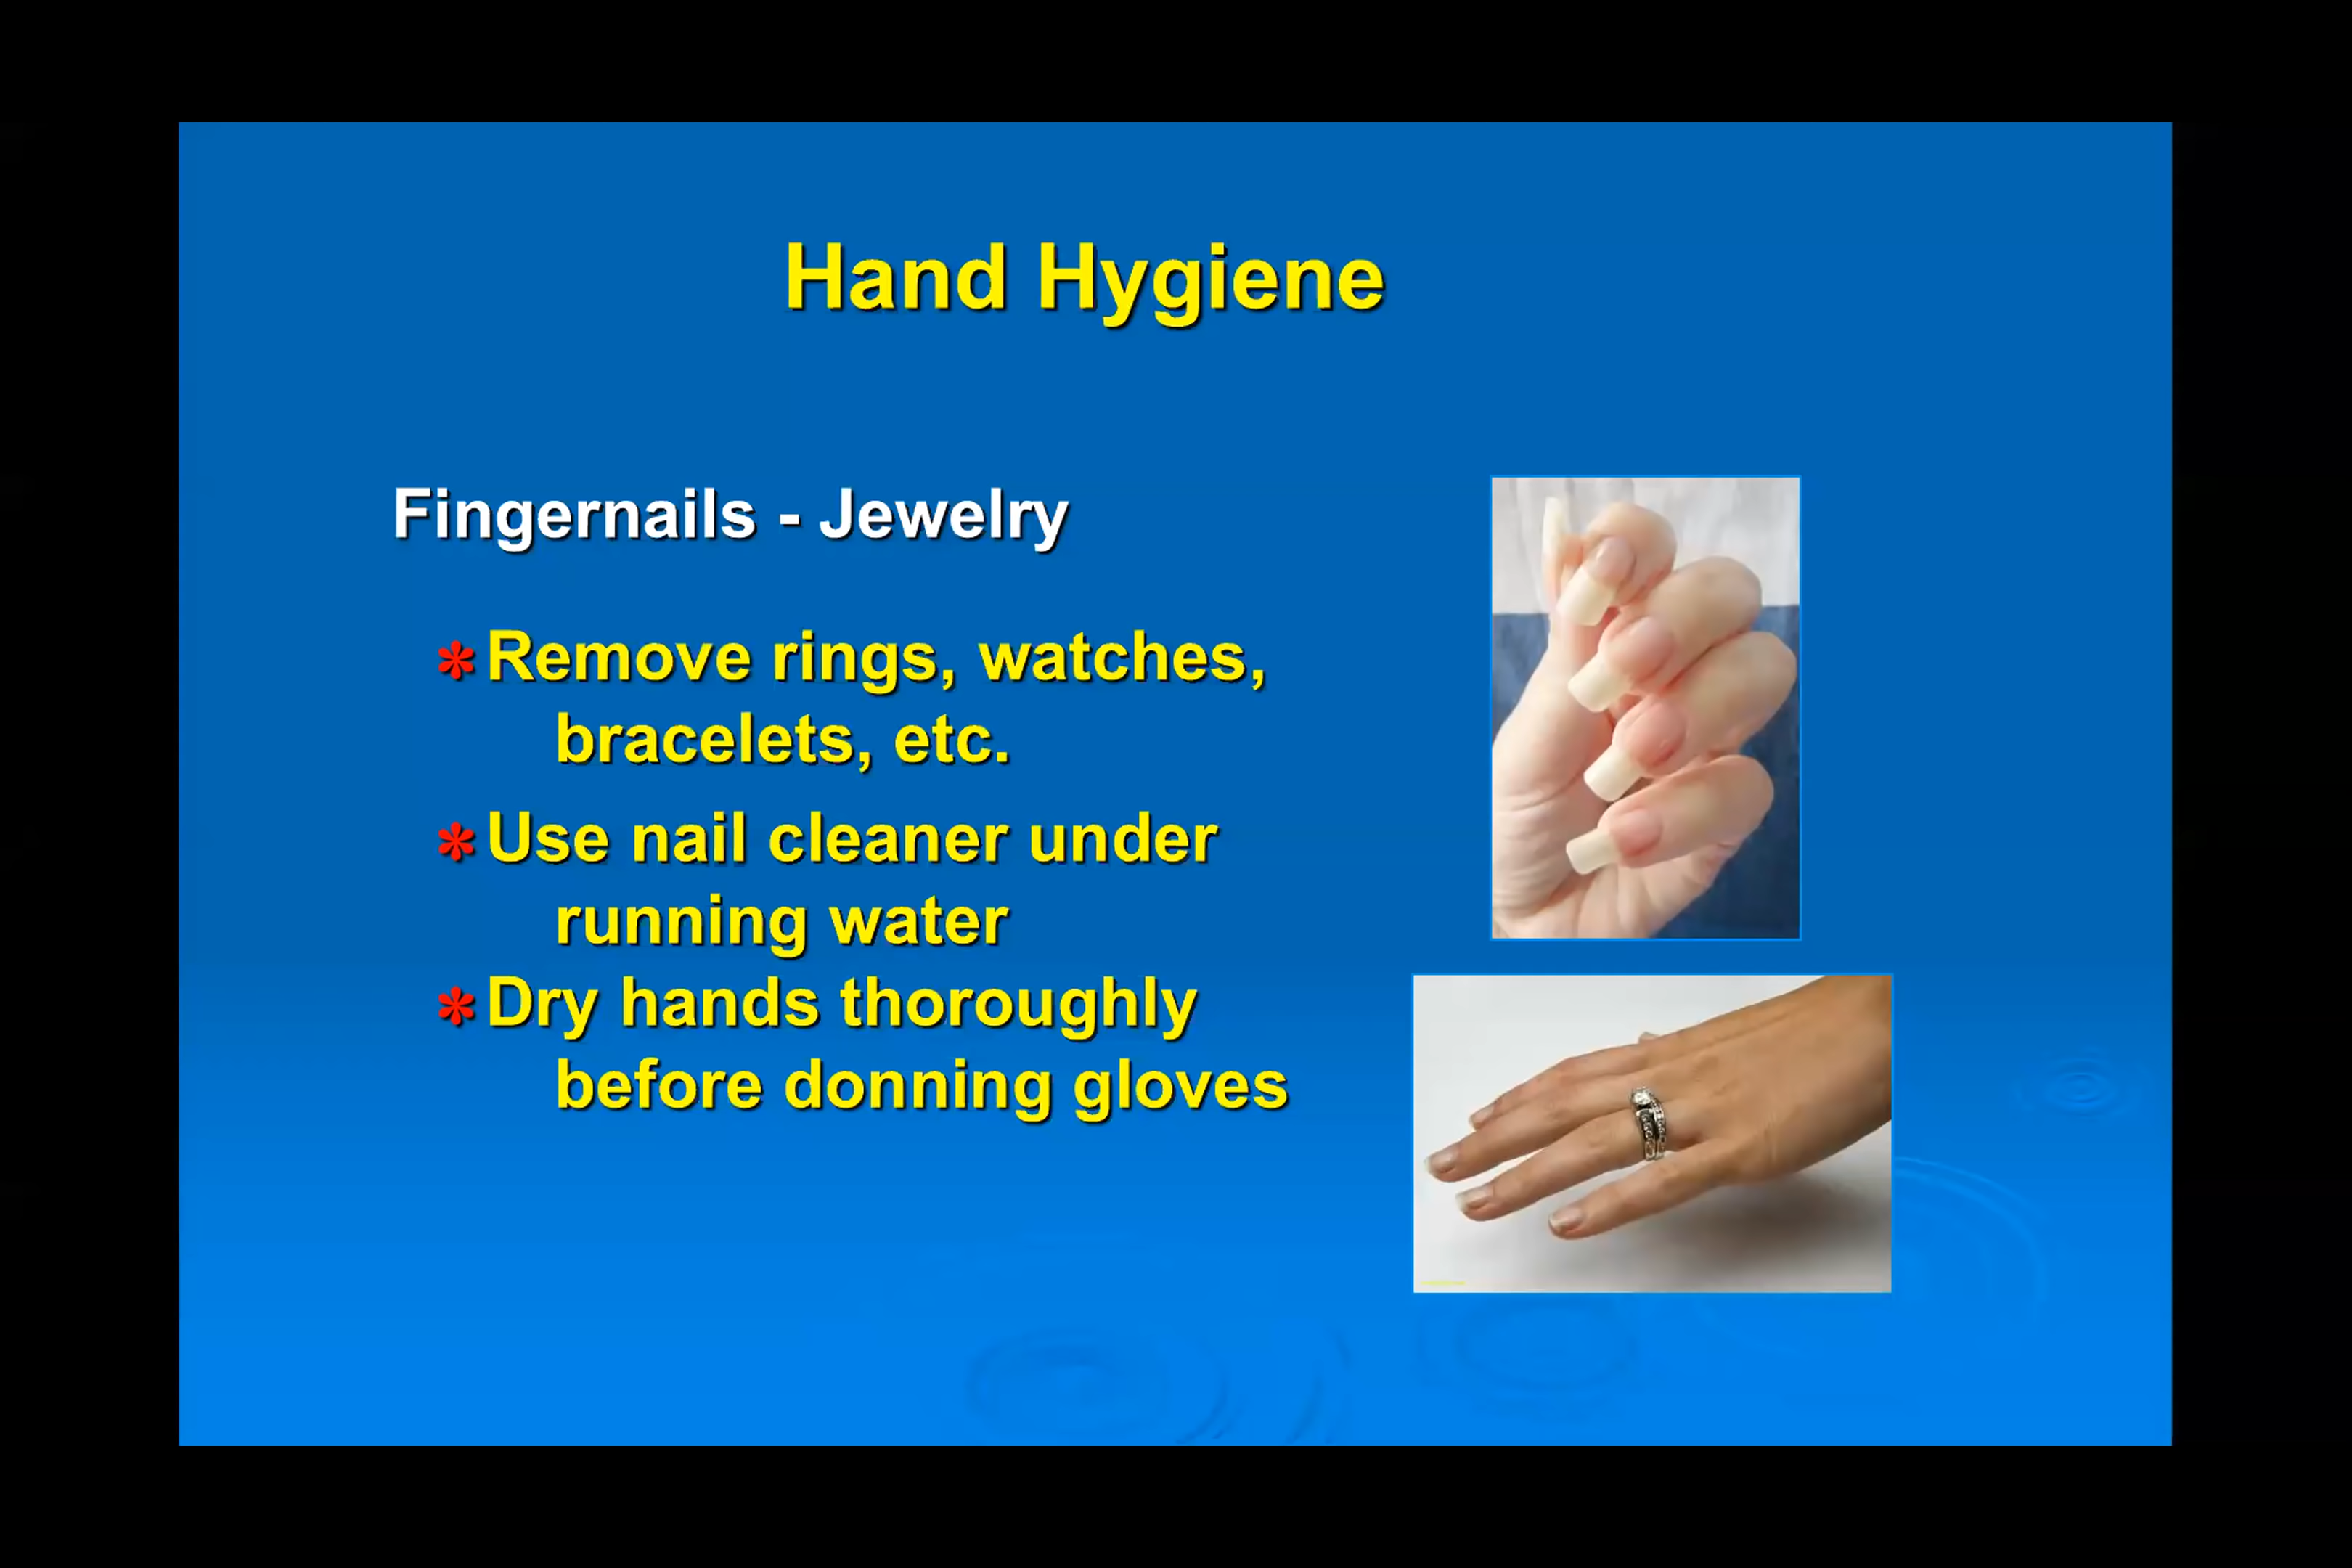 Hand Hygiene
Fingernails - Jewelry
* Remove rings, watches,
bracelets, etc.
* Use nail cleaner under
running water
* Dry hands thoroughly
before donning gloves